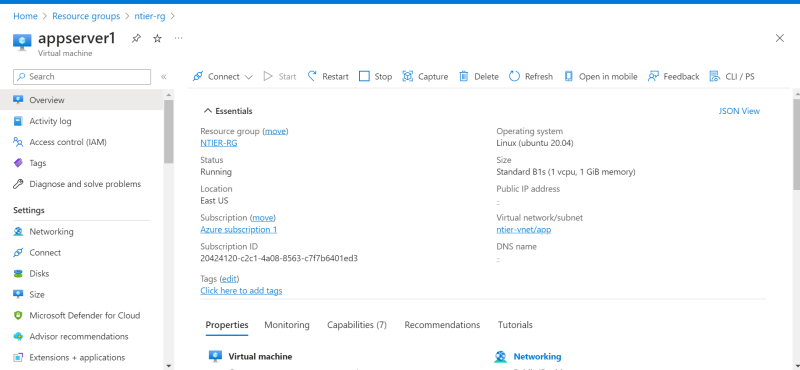 Home > Resource groups > ntier-rg >
appserver1
Virtual machine
Search
Overview
Activity log
Access control (IAM)
Tags
Diagnose and solve problems
Settings
Networking
Connect
Disks
Size
Microsoft Defender for Cloud
Advisor recommendations
Extensions + applications
Connect Start Restart Stop Capture Delete Refresh Open in mobile Feedback CLI / PS
Essentials
JSON View
Resource group (move)
NTIER-RG
Status
Running
Location
East US
Subscription (move)
Azure subscription 1
Subscription ID
20424120-c2c1-4a08-8563-c7f7b6401ed3
Operating system
Linux (ubuntu 20.04)
Size
Standard B1s (1 vcpu, 1 GiB memory)
Public IP address
-
Virtual network/subnet
ntier-vnet/app
DNS name
-
Tags (edit)
Click here to add tags
Properties Monitoring Capabilities (7) Recommendations Tutorials
Virtual machine
Networking